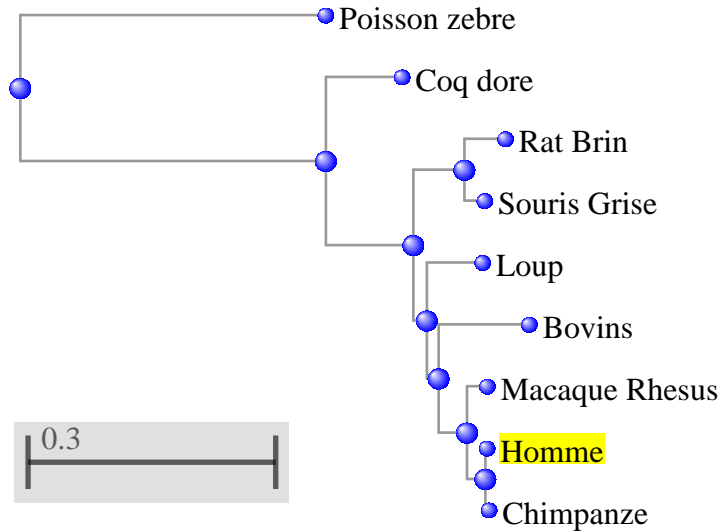 Poisson zebre
Coq dore
Rat Brin
Souris Grise
Loup
Bovins
Macaque Rhesus
0.3
Homme
Chimpanze